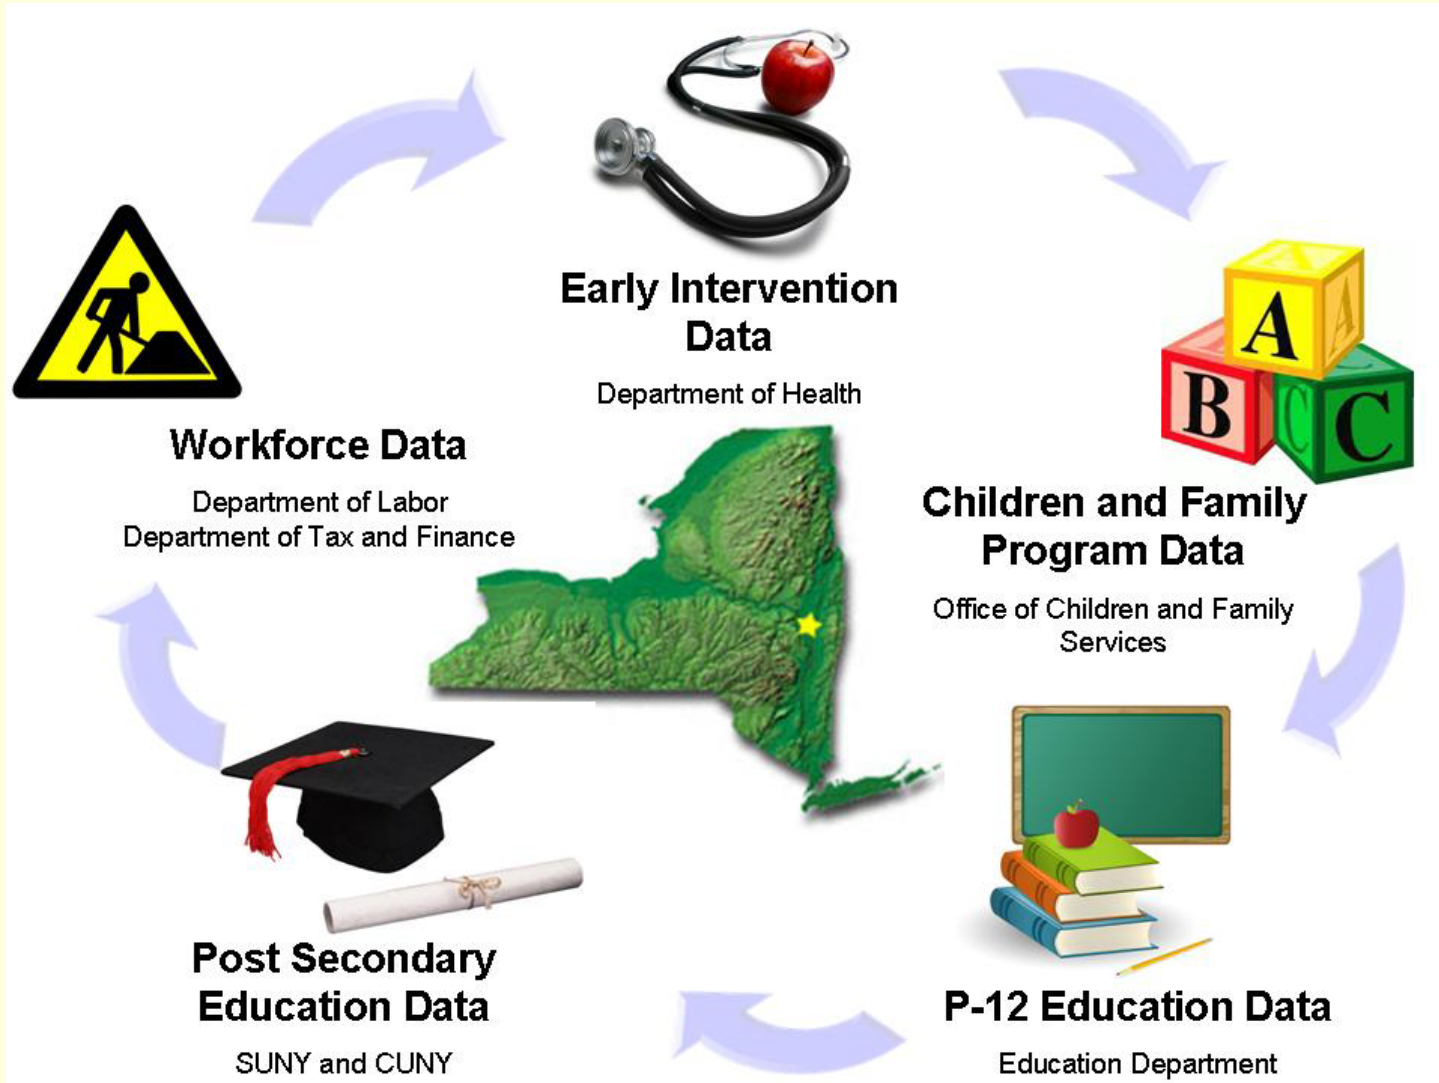 Early Intervention
Data
Department of Health
A
A
B
C
C
Children and Family
Program Data
Office of Children and Family
Services
P-12 Education Data
Education Department
Post Secondary
Education Data
SUNY and CUNY
Workforce Data
Department of Labor
Department of Tax and Finance